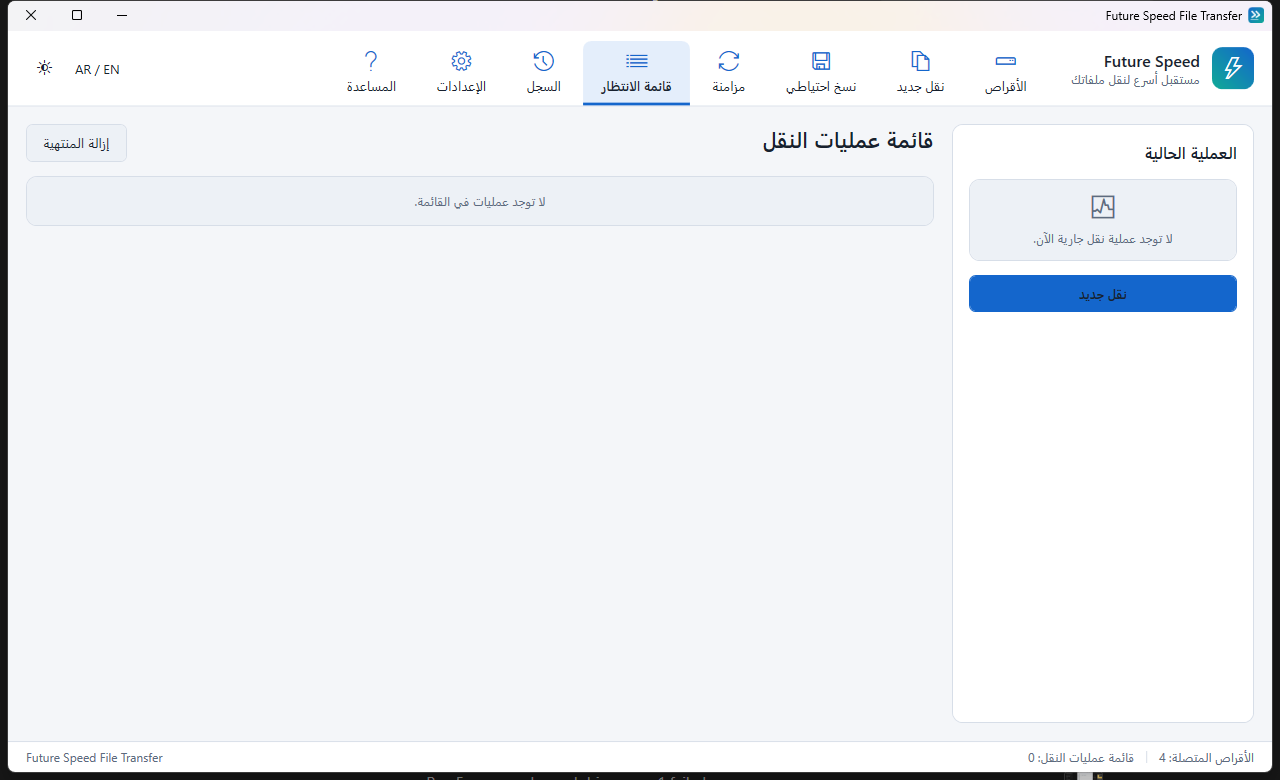 Future Speed File Transfer
Future Speed
مستقبل أسرع لنقل ملفاتك
الأقراص
نقل جديد
نسخ احتياطي
مزامنة
قائمة الانتظار
السجل
الإعدادات
المساعدة
AR / EN
العملية الحالية
لا توجد عملية نقل جارية الآن.
نقل جديد
قائمة عمليات النقل
إزالة المنتهية
لا توجد عمليات في القائمة.
الأقراص المتصلة: 4
قائمة عمليات النقل: 0
Future Speed File Transfer